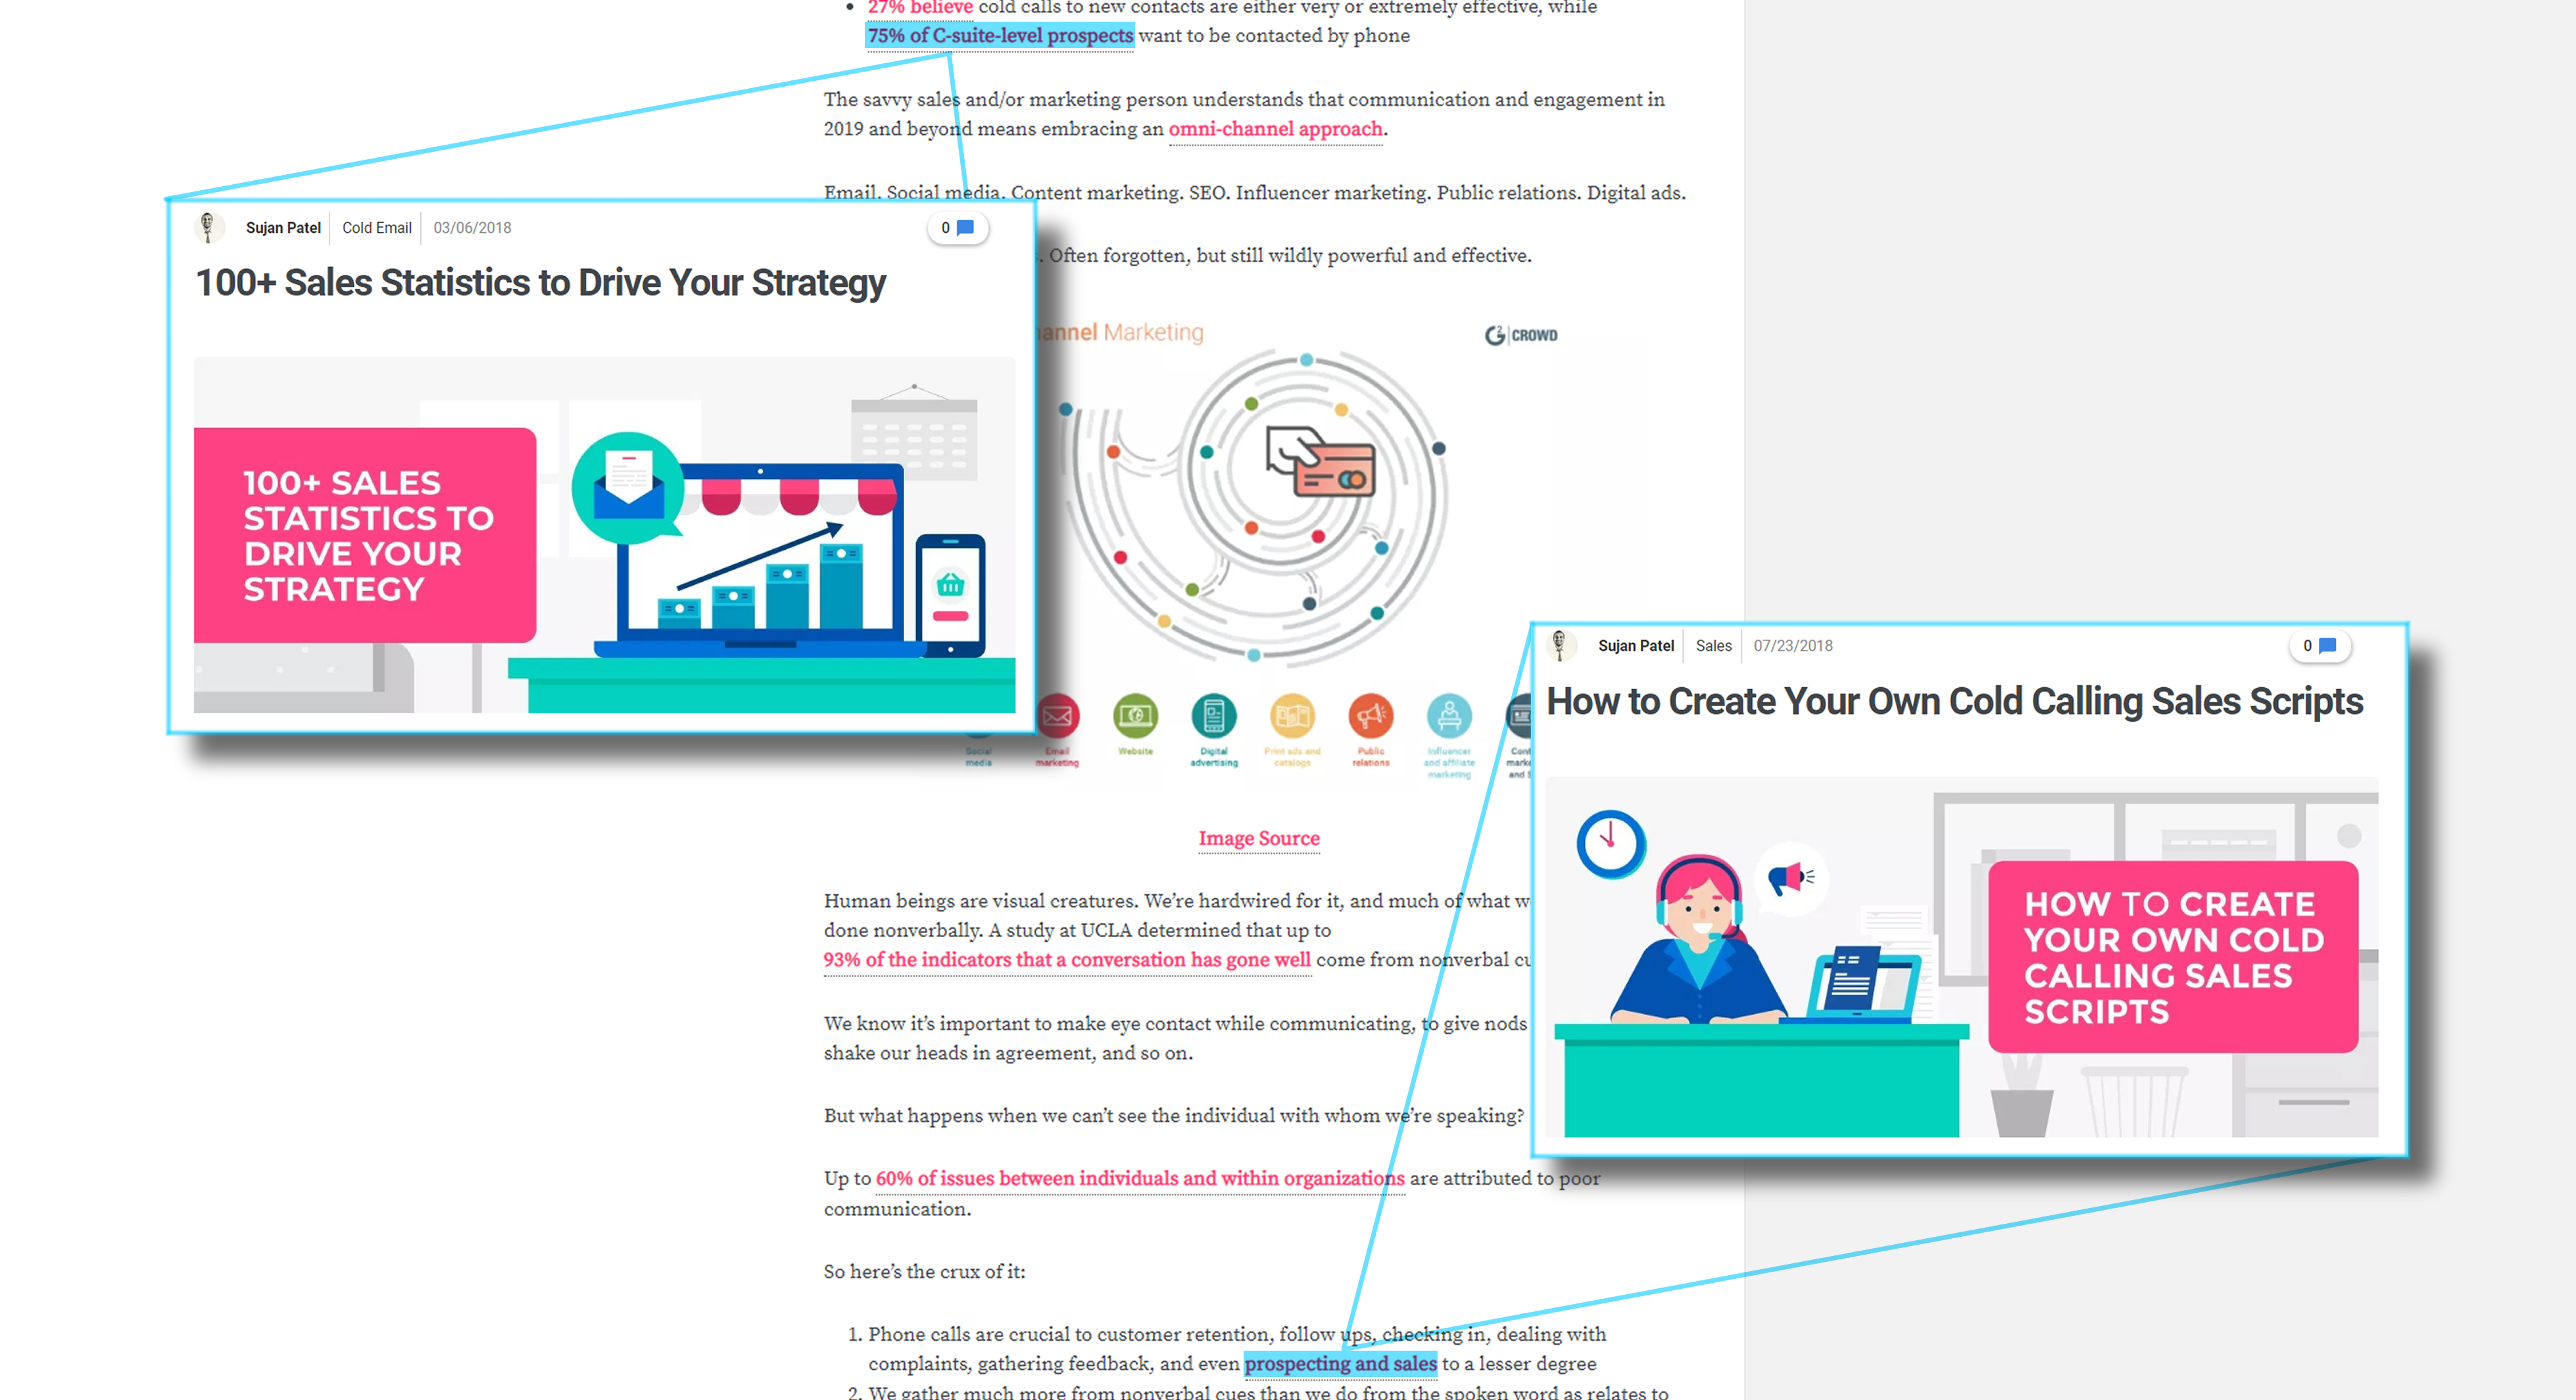 • 27% believe cold calls to new contacts are either very or extremely effective, while
75% of C-suite-level prospects want to be contacted by phone
The savvy sales and/or marketing person understands that communication and engagement in
2019 and beyond means embracing an omni-channel approach.
Email. Social media. Content marketing. SEO. Influencer marketing. Public relations. Digital ads.
. Often forgotten, but still wildly powerful and effective.
Sujan Patel
Cold Email
03/06/2018
0
100+ Sales Statistics to Drive Your Strategy
100+ SALES
STATISTICS TO
DRIVE YOUR
STRATEGY
annel Marketing
G2 CROWD
Social
media
Email
marketing
Website
Digital
advertising
Print ads and
catalogs
Public
relations
Influencer
and affiliate
marketing
Image Source
Sujan Patel
Sales
07/23/2018
0
How to Create Your Own Cold Calling Sales Scripts
HOW TO CREATE
YOUR OWN COLD
CALLING SALES
SCRIPTS
Human beings are visual creatures. We're hardwired for it, and much of what w
done nonverbally. A study at UCLA determined that up to
93% of the indicators that a conversation has gone well come from nonverbal cu
We know it's important to make eye contact while communicating, to give nods
shake our heads in agreement, and so on.
But what happens when we can't see the individual with whom we're speaking?
Up to 60% of issues between individuals and within organizations are attributed to poor
communication.
So here's the crux of it:
1. Phone calls are crucial to customer retention, follow ups, checking in, dealing with
complaints, gathering feedback, and even prospecting and sales to a lesser degree
2. We gather much more from nonverbal cues than we do from the spoken word as relates to